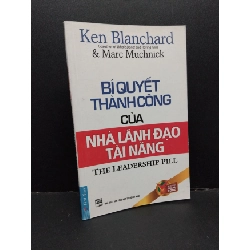 Ken Blanchard
& Marc Muchnick
BÍ QUYẾT
THÀNH CÔNG
CỦA
NHÀ LÃNH ĐẠO
TÀI NĂNG
THE LEADERSHIP PILL